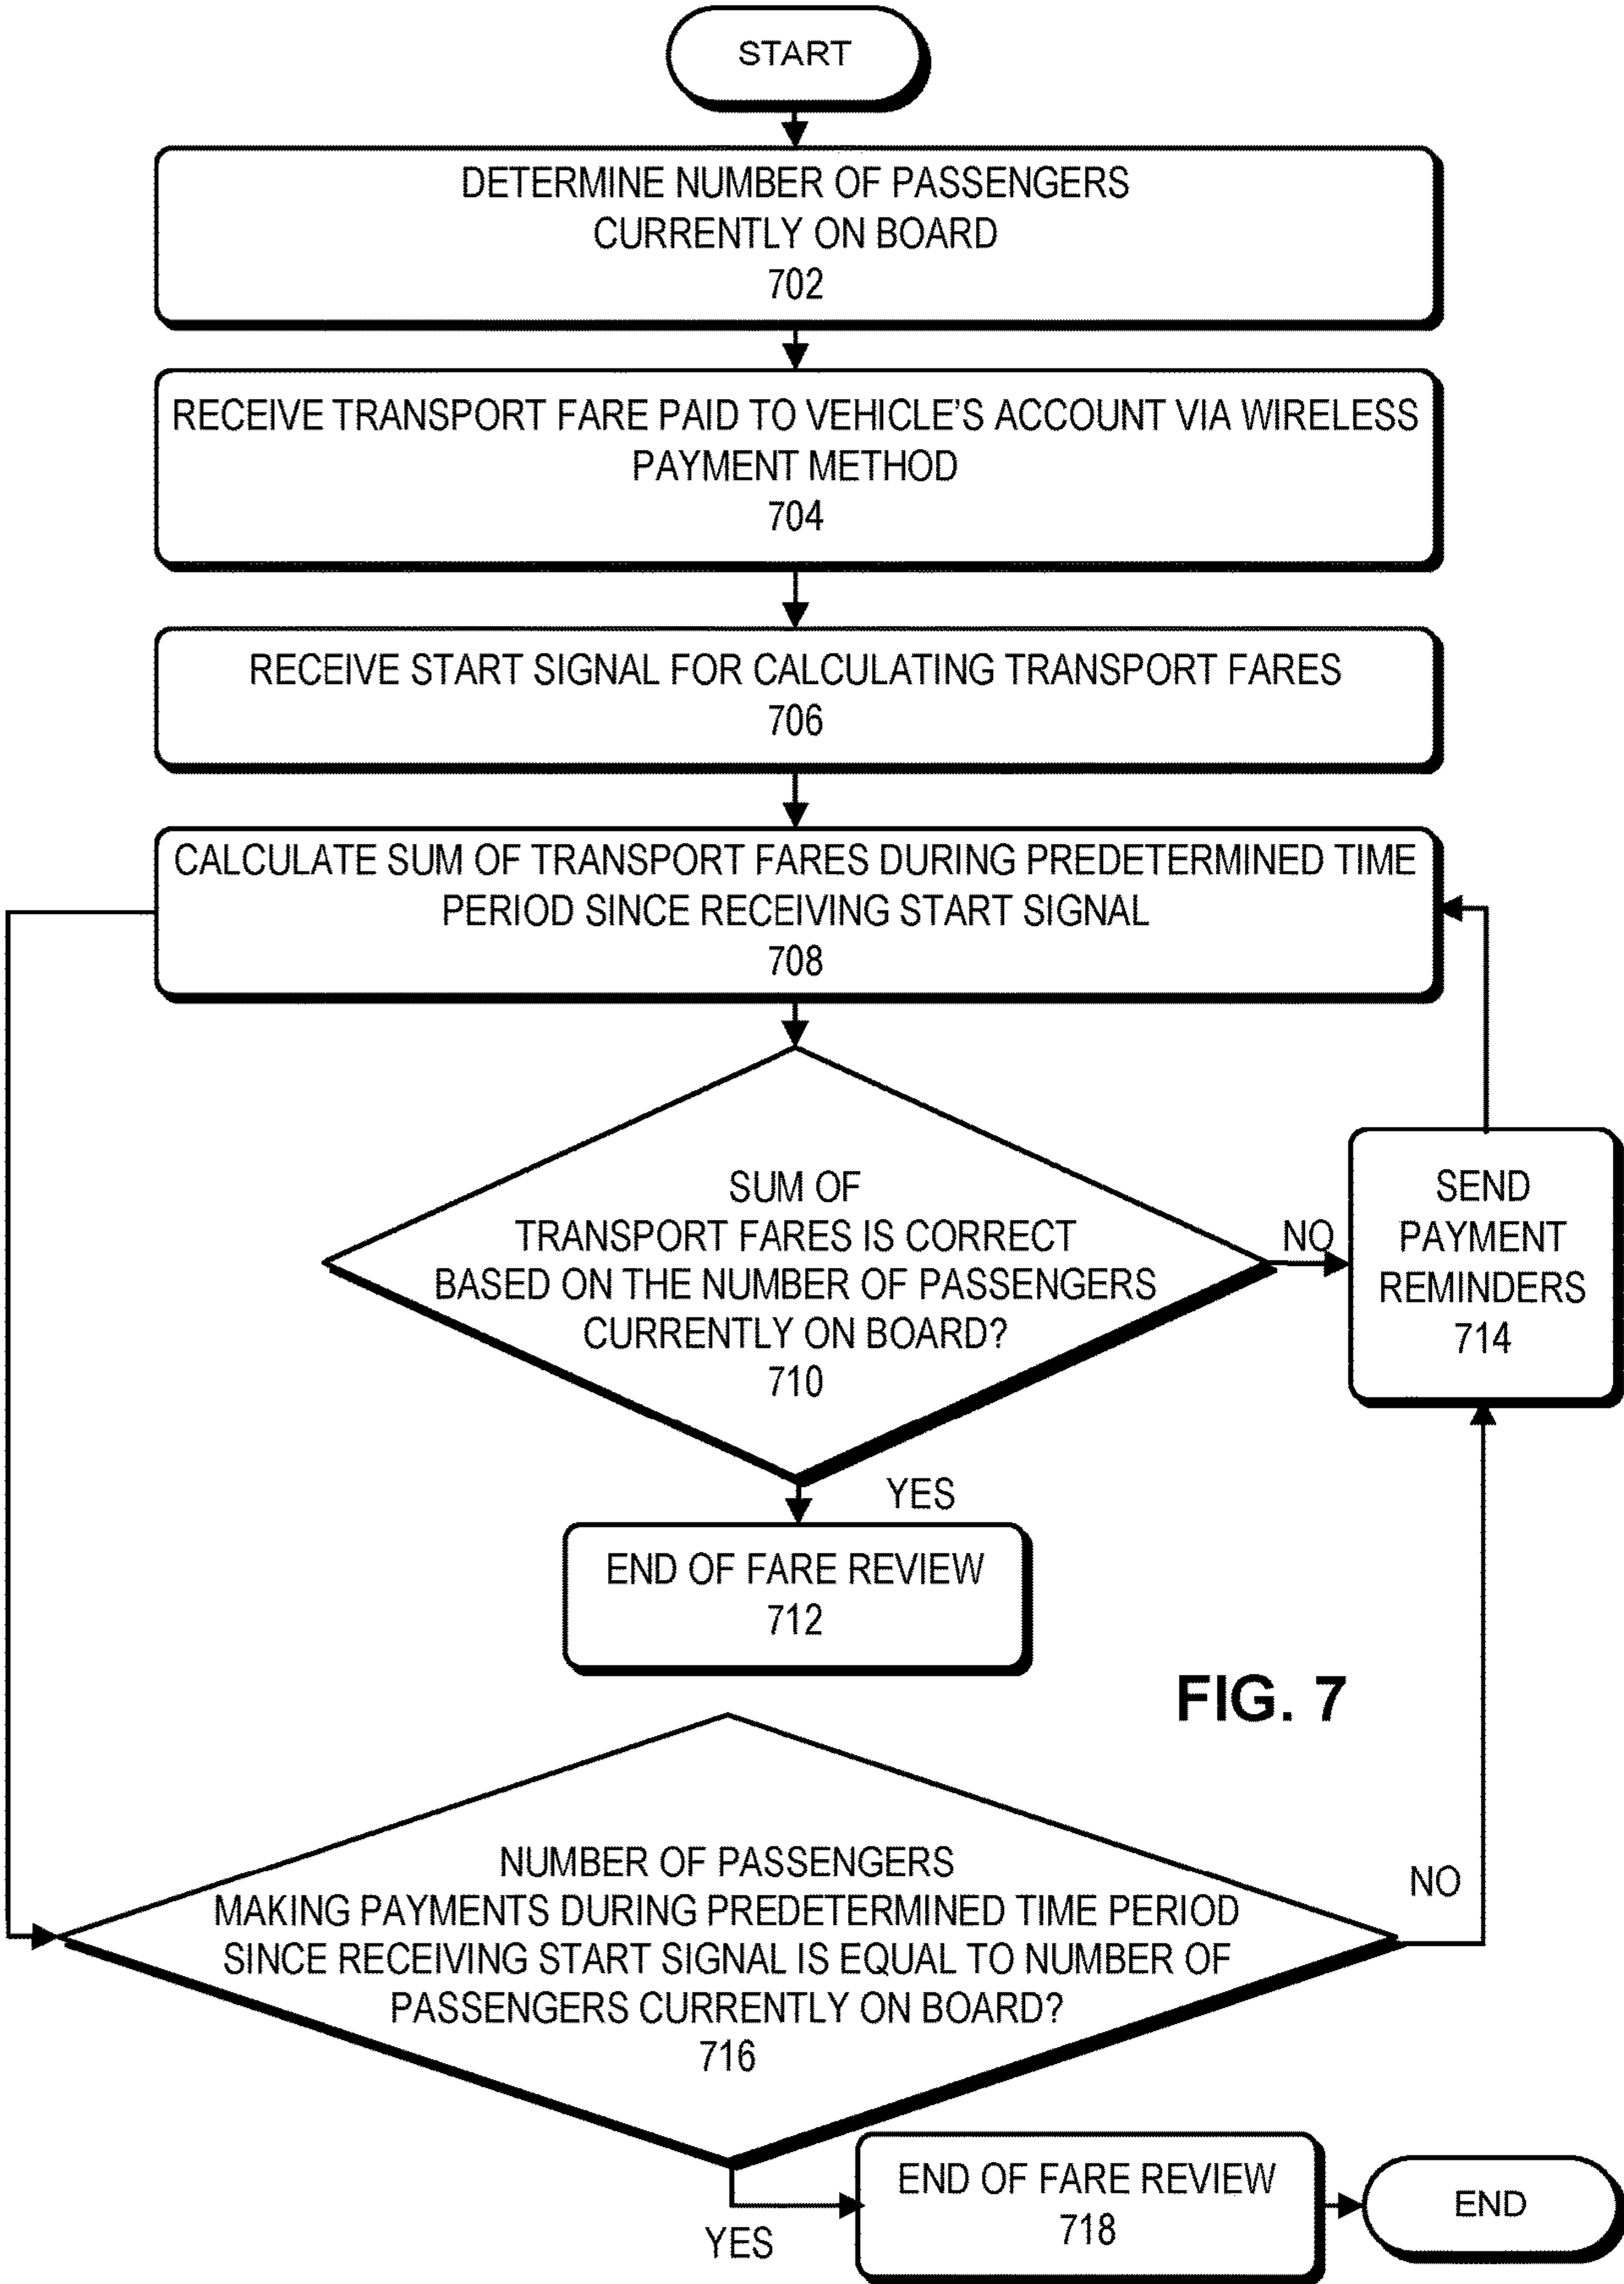 START
DETERMINE NUMBER OF PASSENGERS
CURRENTLY ON BOARD
702
RECEIVE TRANSPORT FARE PAID TO VEHICLE'S ACCOUNT VIA WIRELESS
PAYMENT METHOD
704
RECEIVE START SIGNAL FOR CALCULATING TRANSPORT FARES
706
CALCULATE SUM OF TRANSPORT FARES DURING PREDETERMINED TIME
PERIOD SINCE RECEIVING START SIGNAL
708
SUM OF
TRANSPORT FARES IS CORRECT
BASED ON THE NUMBER OF PASSENGERS
CURRENTLY ON BOARD?
710
NO
SEND
PAYMENT
REMINDERS
714
YES
END OF FARE REVIEW
712
FIG. 7
NUMBER OF PASSENGERS
MAKING PAYMENTS DURING PREDETERMINED TIME PERIOD
SINCE RECEIVING START SIGNAL IS EQUAL TO NUMBER OF
PASSENGERS CURRENTLY ON BOARD?
716
NO
YES
END OF FARE REVIEW
718
END